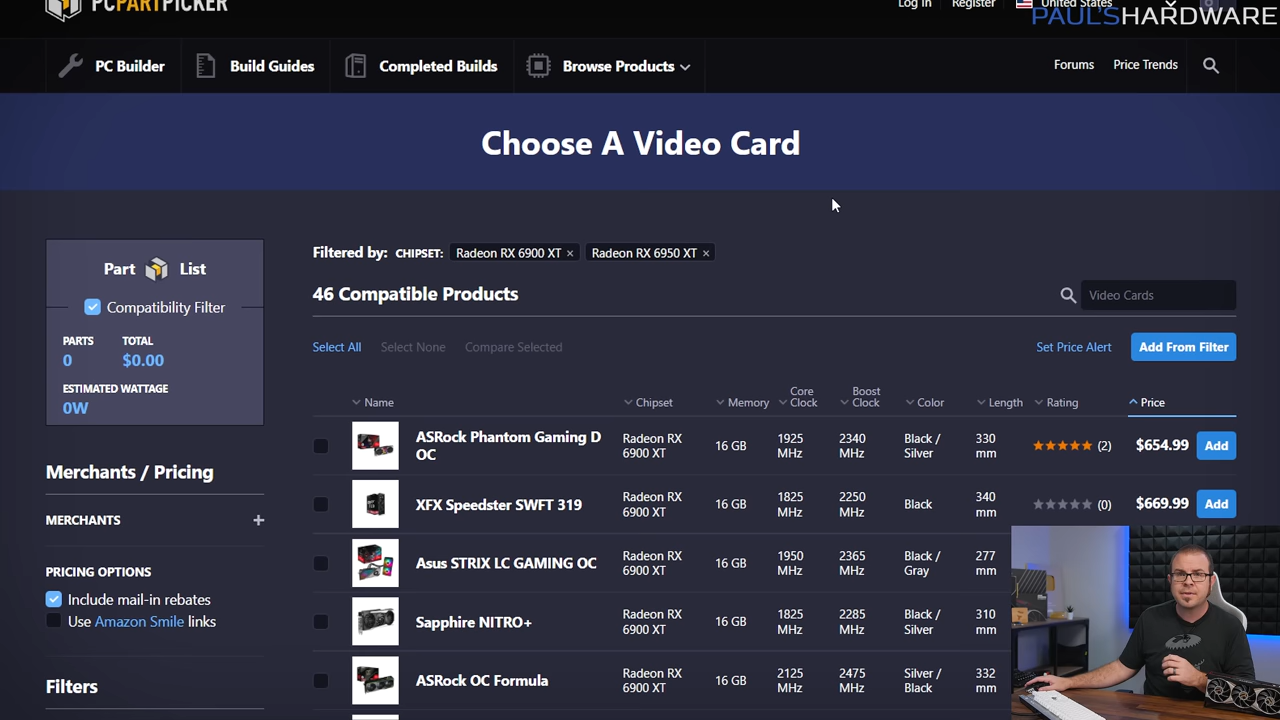 PCPARTPICKER
Log In
Register
United States
PAUL'SHARDWARE
PC Builder
Build Guides
Completed Builds
Browse Products
Forums
Price Trends
Choose A Video Card
Part List
Compatibility Filter
PARTS
TOTAL
0
$0.00
ESTIMATED WATTAGE
0W
Merchants / Pricing
MERCHANTS
+
PRICING OPTIONS
Include mail-in rebates
Use Amazon Smile links
Filters
Filtered by: CHIPSET: Radeon RX 6900 XT × Radeon RX 6950 XT ×
46 Compatible Products
Video Cards
Select All
Select None
Compare Selected
Set Price Alert
Add From Filter
Name
Chipset
Memory
Core
Clock
Boost
Clock
Color
Length
Rating
Price
ASRock Phantom Gaming D
OC
Radeon RX
6900 XT
16 GB
1925
MHz
2340
MHz
Black /
Silver
330
mm
(2)
$654.99
Add
XFX Speedster SWFT 319
Radeon RX
6900 XT
16 GB
1825
MHz
2250
MHz
Black
340
mm
(0)
$669.99
Add
Asus STRIX LC GAMING OC
Radeon RX
6900 XT
16 GB
1950
MHz
2365
MHz
Black /
Gray
277
mm
Sapphire NITRO+
Radeon RX
6900 XT
16 GB
1825
MHz
2285
MHz
Black /
Silver
310
mm
ASRock OC Formula
Radeon RX
6900 XT
16 GB
2125
MHz
2475
MHz
Silver /
Black
332
mm